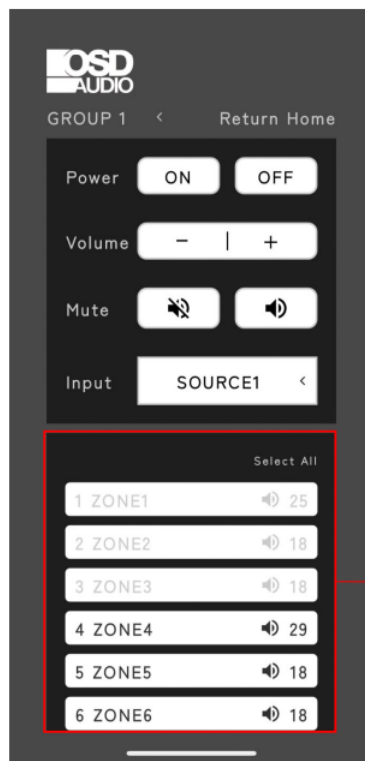 OSD
AUDIO
GROUP 1 < Return Home
Power ON OFF
Volume - | +
Mute
Input SOURCE1 <
Select All
1 ZONE1 25
2 ZONE2 18
3 ZONE3 18
4 ZONE4 29
5 ZONE5 18
6 ZONE6 18